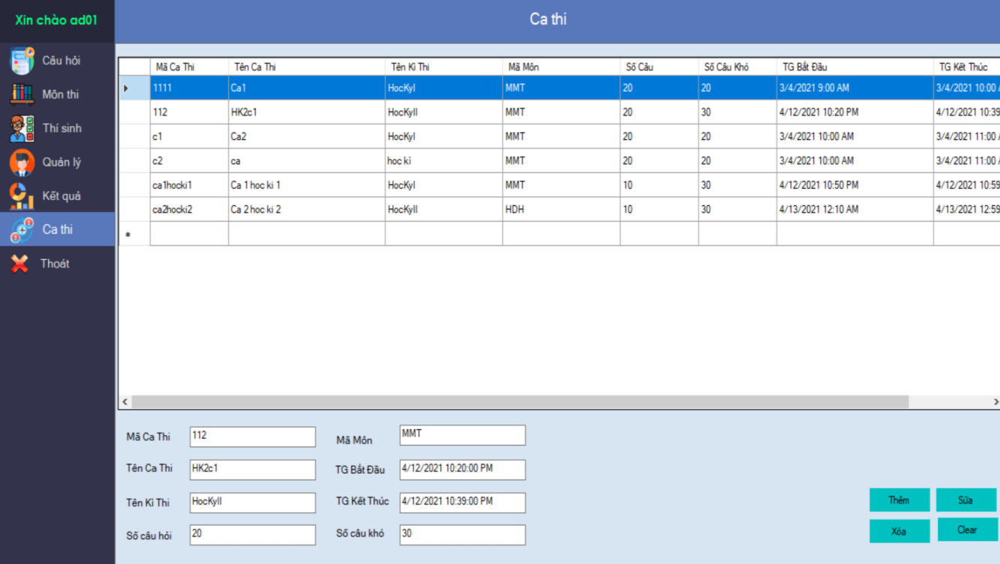 Xin chào ad01
Ca thi
Câu hỏi
Môn thi
Thí sinh
Quản lý
Kết quả
Ca thi
Thoát
Mã Ca Thi Tên Ca Thi Tên Kì Thi Mã Môn Số Câu Số Câu Khó TG Bắt Đầu TG Kết Thúc
1111 Ca1 HocKyI MMT 20 20 3/4/2021 9:00 AM 3/4/2021 10:00
112 HK2c1 HocKyII MMT 20 30 4/12/2021 10:20 PM 4/12/2021 10:39
c1 Ca2 HocKyI MMT 20 20 3/4/2021 10:00 AM 3/4/2021 11:00
c2 ca hoc kì MMT 20 20 3/4/2021 10:00 AM 3/4/2021 11:00
ca1hocki1 Ca 1 hoc ki 1 HocKyI MMT 10 30 4/12/2021 10:50 PM 4/12/2021 10:59
ca2hocki2 Ca 2 hoc ki 2 HocKyII HDH 10 30 4/13/2021 12:10 AM 4/13/2021 12:59
Mã Ca Thi 112 Mã Môn MMT
Tên Ca Thi HK2c1 TG Bắt Đầu 4/12/2021 10:20:00 PM
Tên Kì Thi HocKyII TG Kết Thúc 4/12/2021 10:39:00 PM
Số câu hỏi 20 Số câu khó 30
Thêm Sửa
Xóa Clear